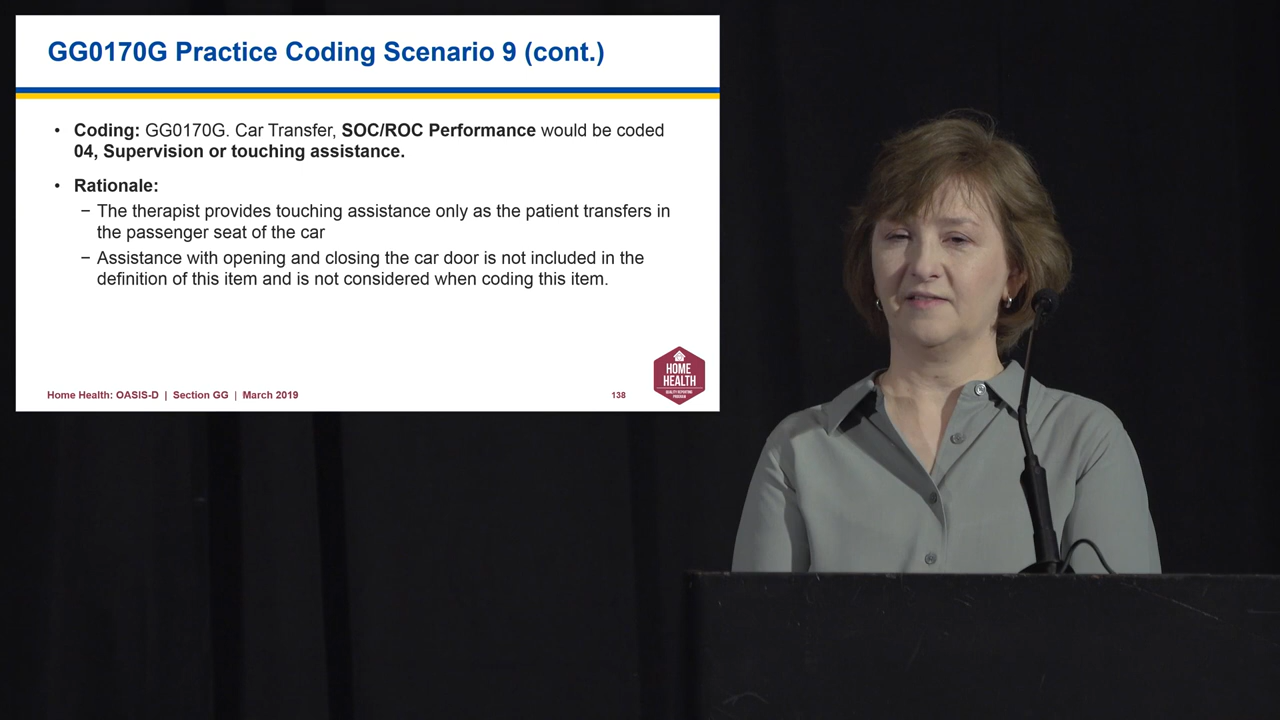 GG0170G Practice Coding Scenario 9 (cont.)
• Coding: GG0170G. Car Transfer, SOC/ROC Performance would be coded
04, Supervision or touching assistance.
• Rationale:
− The therapist provides touching assistance only as the patient transfers in
the passenger seat of the car
− Assistance with opening and closing the car door is not included in the
definition of this item and is not considered when coding this item.
HOME
HEALTH
QUALITY REPORTING
PROGRAM
Home Health: OASIS-D | Section GG | March 2019
138